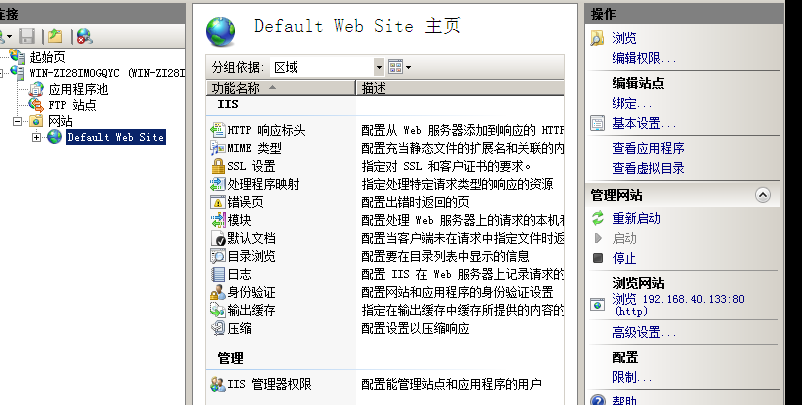 连接
起始页
WIN-ZI28IMOGQYC (WIN-ZI28I
应用程序池
FTP 站点
网站
Default Web Site
Default Web Site 主页
分组依据: 区域
功能名称 描述
IIS
HTTP 响应标头 配置从 Web 服务器添加到响应的 HTTP
MIME 类型 配置充当静态文件的扩展名和关联的内
SSL 设置 指定对 SSL 和客户证书的要求。
处理程序映射 指定处理特定请求类型的响应的资源
错误页 配置出错时返回的页
模块 配置处理 Web 服务器上的请求的本机和
默认文档 配置当客户端未在请求中指定文件时返
目录浏览 配置要在目录列表中显示的信息
日志 配置 IIS 在 Web 服务器上记录请求的
身份验证 配置网站和应用程序的身份验证设置
输出缓存 指定在输出缓存中缓存所提供的内容的
压缩 配置设置以压缩响应
管理
IIS 管理器权限 配置能管理站点和应用程序的用户
操作
浏览
编辑权限...
编辑站点
绑定...
基本设置...
查看应用程序
查看虚拟目录
管理网站
重新启动
启动
停止
浏览网站
浏览 192.168.40.133:80
(http)
高级设置...
配置
限制...
帮助